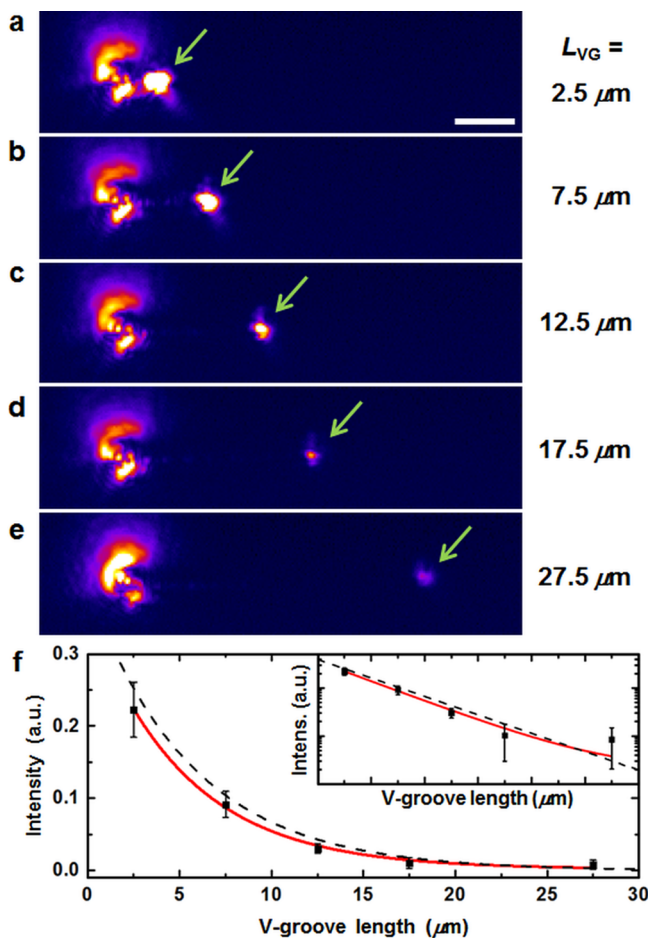 a
L_VG =
2.5 μm
b
7.5 μm
c
12.5 μm
d
17.5 μm
e
27.5 μm
f
0.3
0.2
0.1
0.0
Intensity (a.u.)
Intens. (a.u.)
V-groove length (μm)
0 5 10 15 20 25 30
V-groove length (μm)